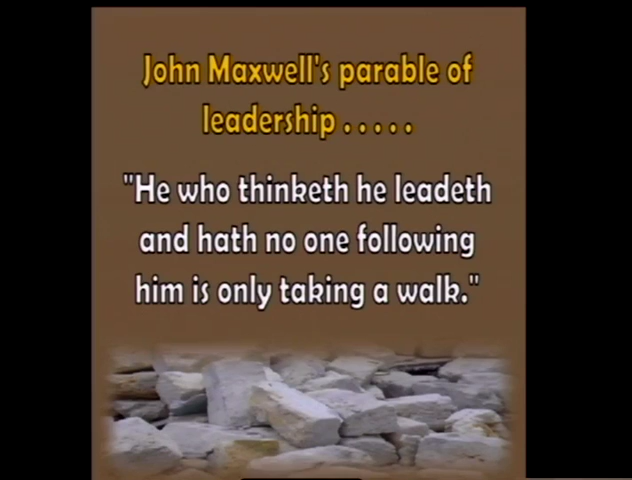 John Maxwell's parable of
leadership . . . . .
"He who thinketh he leadeth
and hath no one following
him is only taking a walk."